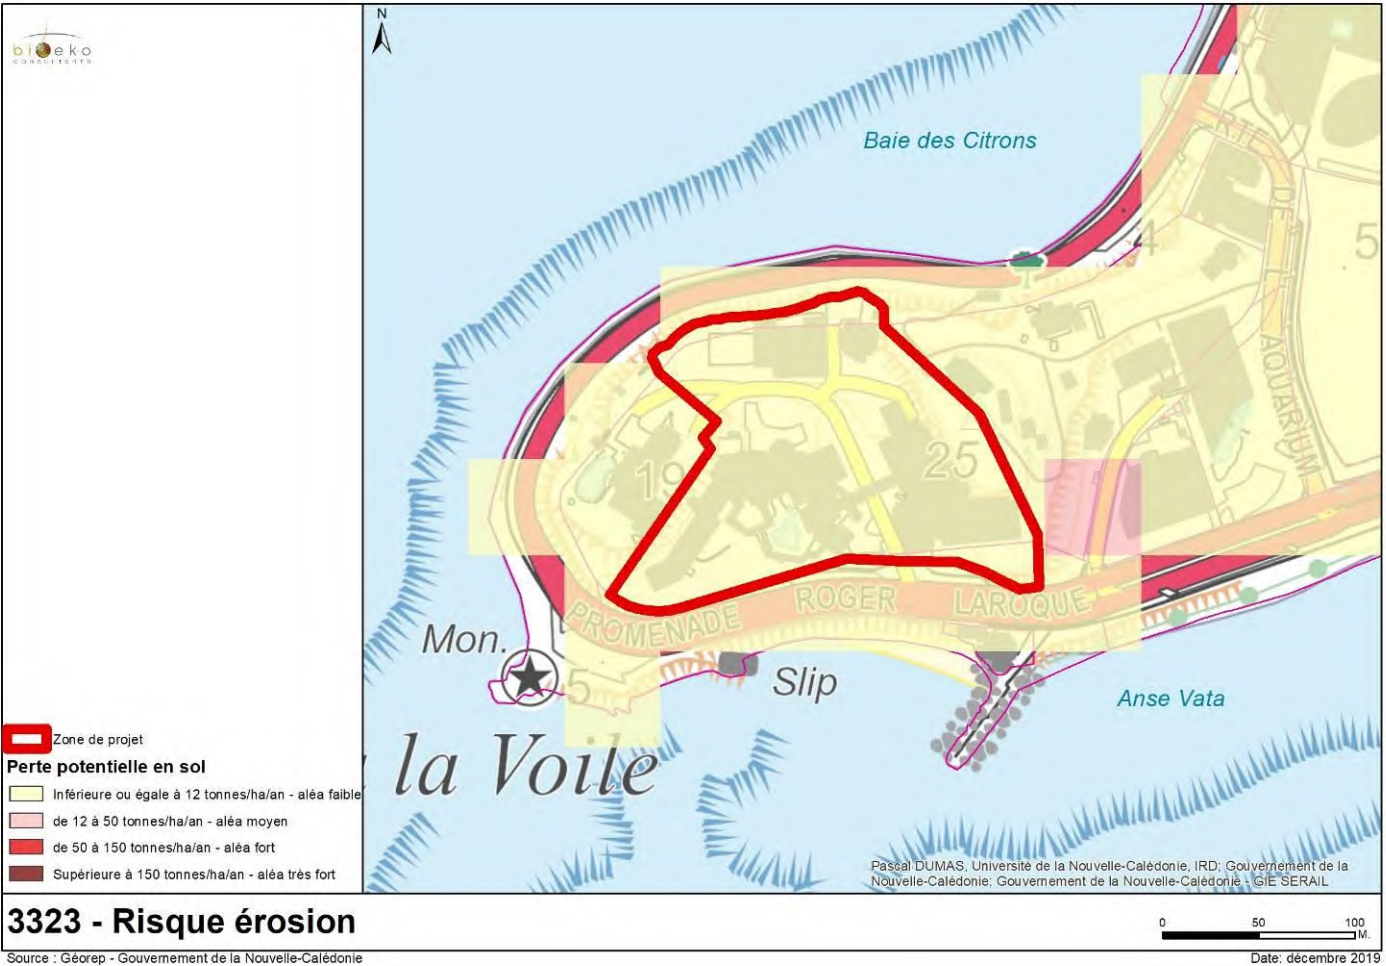 bioeko
CONSULTANTS
N
Baie des Citrons
RTE DE L'AQUARIUM
4
5
19
25
PROMENADE ROGER LAROQUE
Mon.
5
Slip
Anse Vata
la Voile
Zone de projet
Perte potentielle en sol
Inférieure ou égale à 12 tonnes/ha/an - aléa faible
de 12 à 50 tonnes/ha/an - aléa moyen
de 50 à 150 tonnes/ha/an - aléa fort
Supérieure à 150 tonnes/ha/an - aléa très fort
Pascal DUMAS, Université de la Nouvelle-Calédonie, IRD; Gouvernement de la
Nouvelle-Calédonie; Gouvernement de la Nouvelle-Calédonie - GIE SERAIL
3323 - Risque érosion
0 50 100
M.
Source : Géorep - Gouvernement de la Nouvelle-Calédonie
Date: décembre 2019